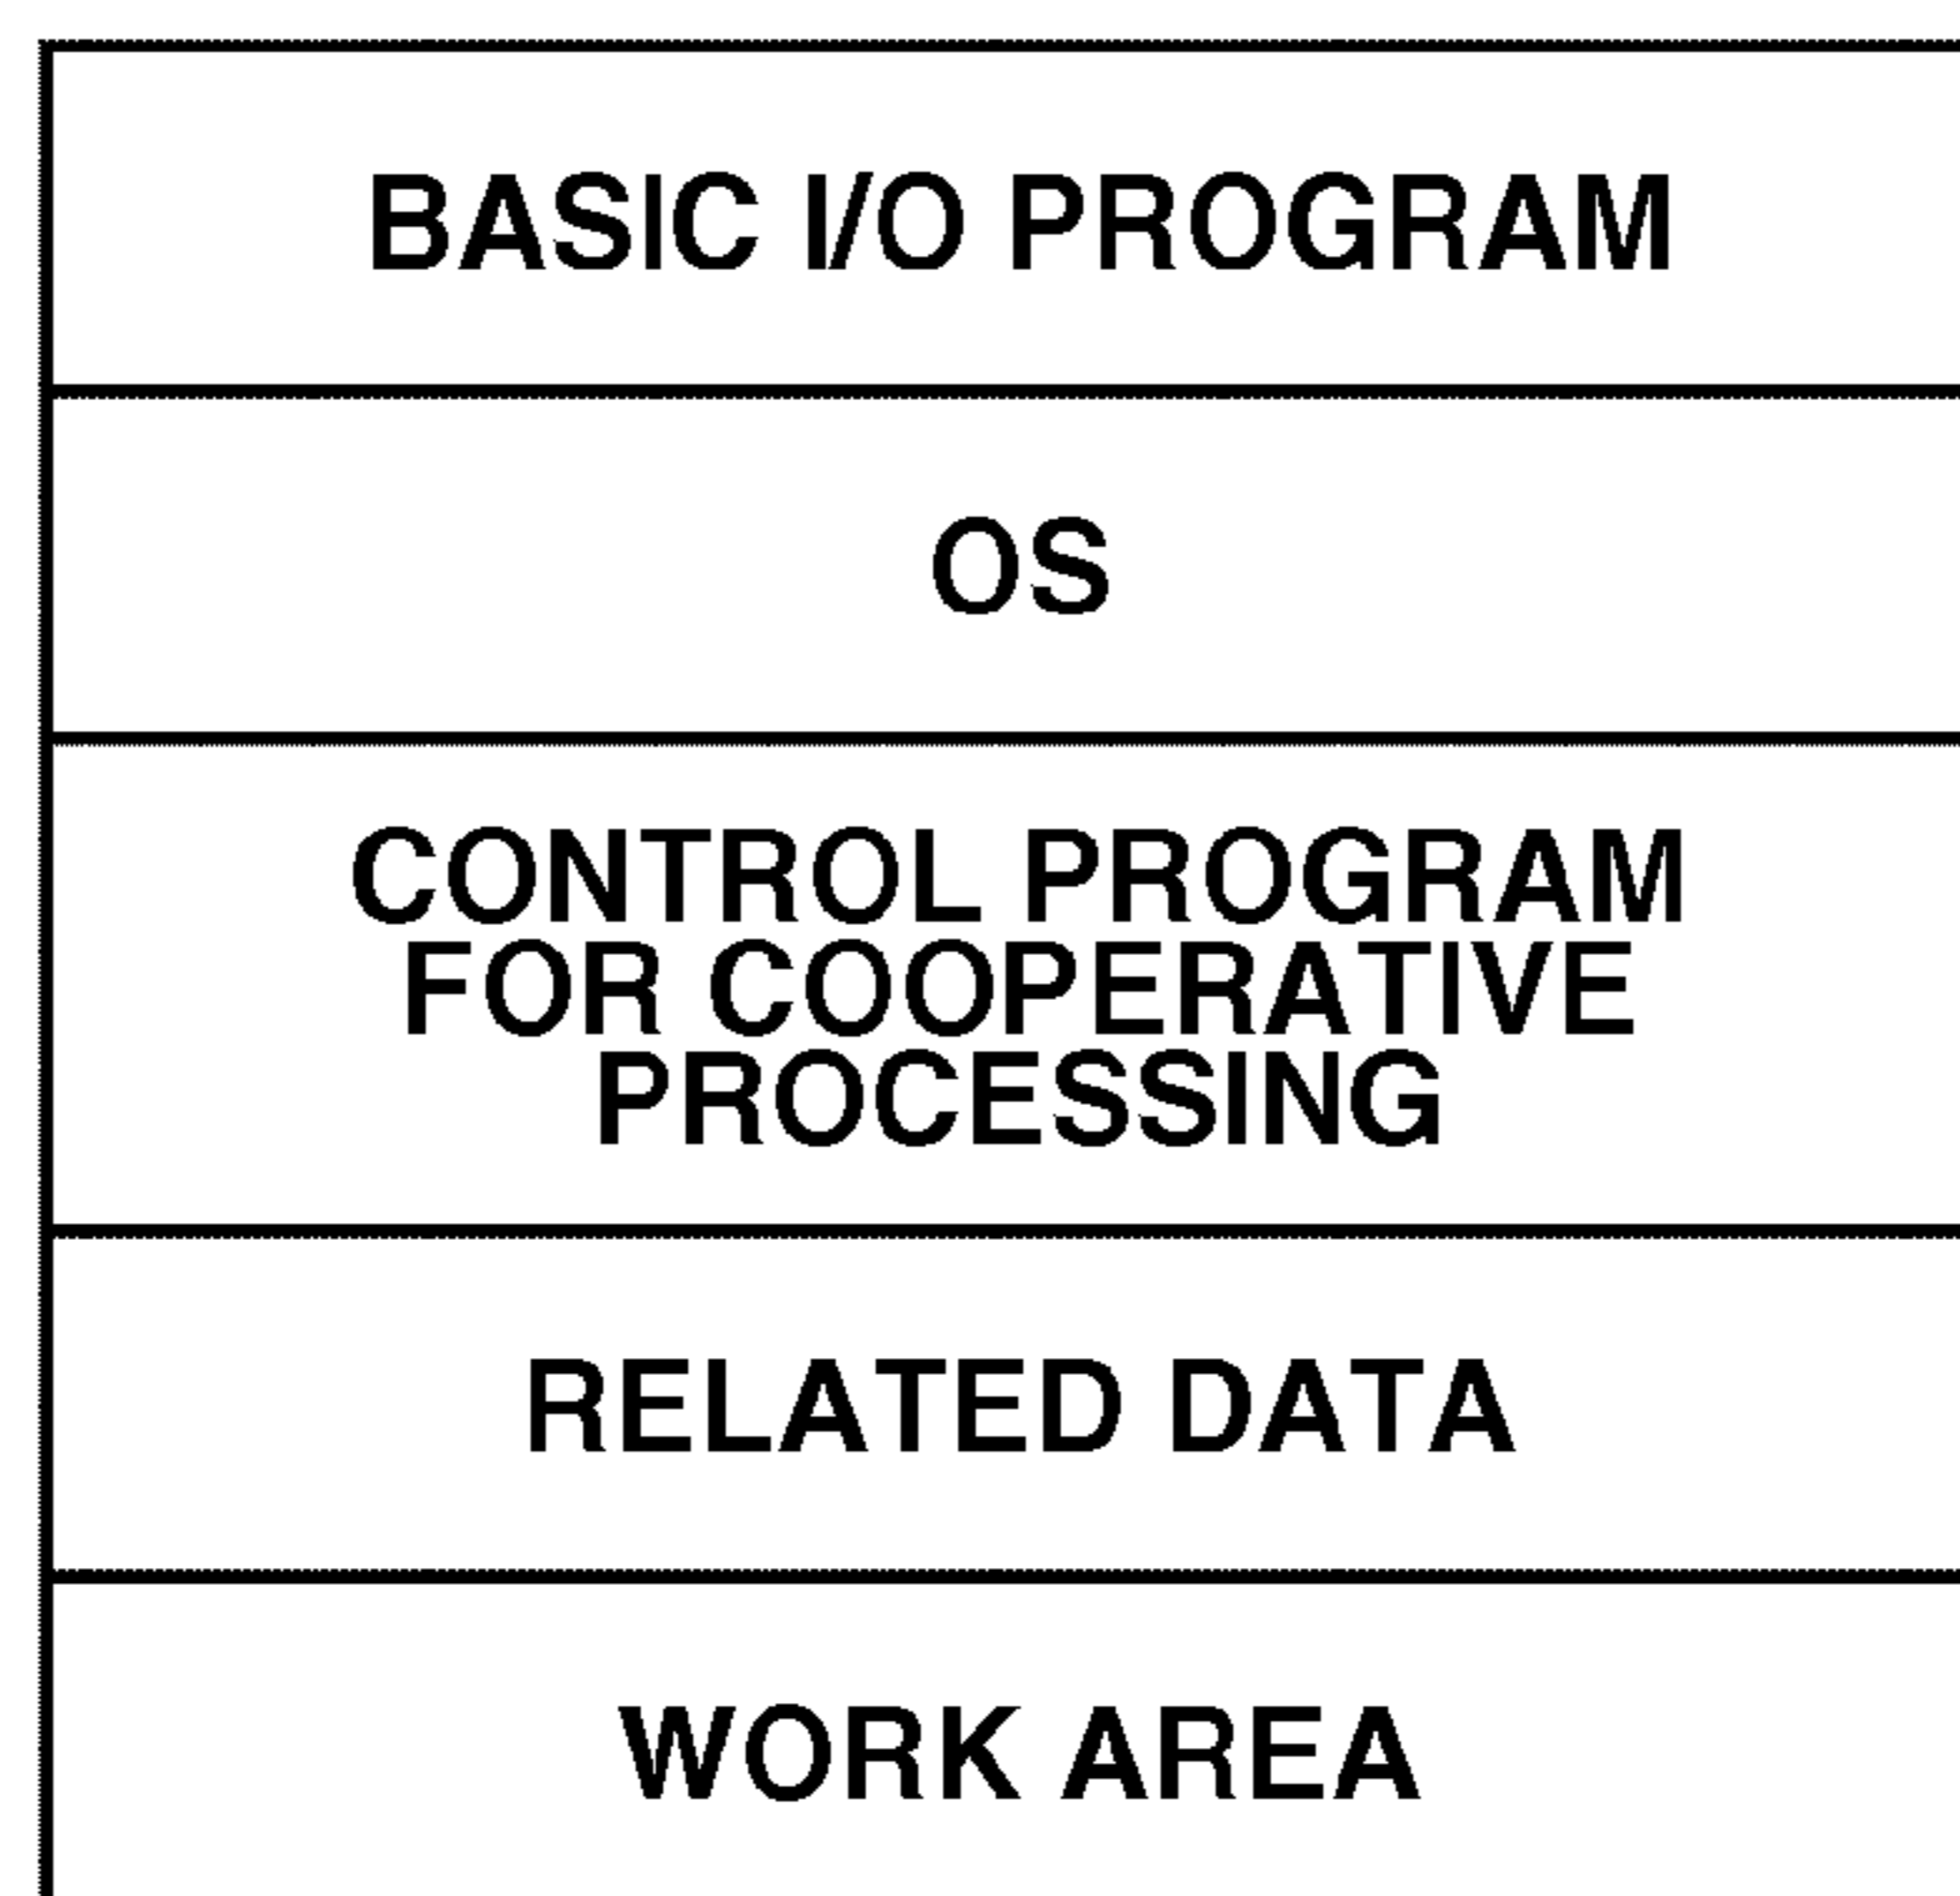 BASIC I/O PROGRAM
OS
CONTROL PROGRAM
FOR COOPERATIVE
PROCESSING
RELATED DATA
WORK AREA